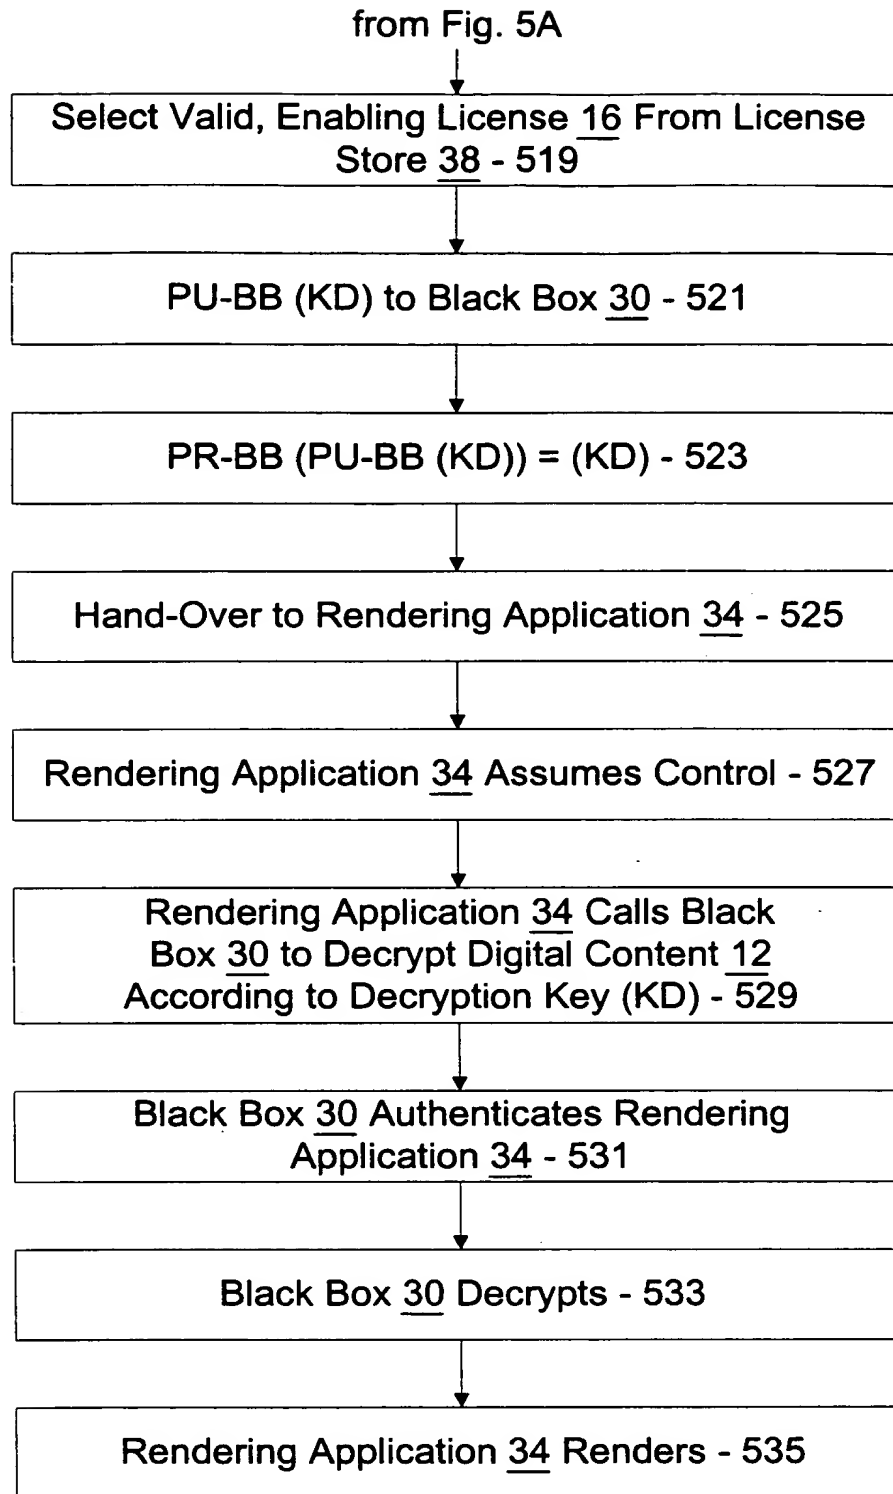 from Fig. 5A
Select Valid, Enabling License 16 From License
Store 38 - 519
PU-BB (KD) to Black Box 30 - 521
PR-BB (PU-BB (KD)) = (KD) - 523
Hand-Over to Rendering Application 34 - 525
Rendering Application 34 Assumes Control - 527
Rendering Application 34 Calls Black
Box 30 to Decrypt Digital Content 12
According to Decryption Key (KD) - 529
Black Box 30 Authenticates Rendering
Application 34 - 531
Black Box 30 Decrypts - 533
Rendering Application 34 Renders - 535